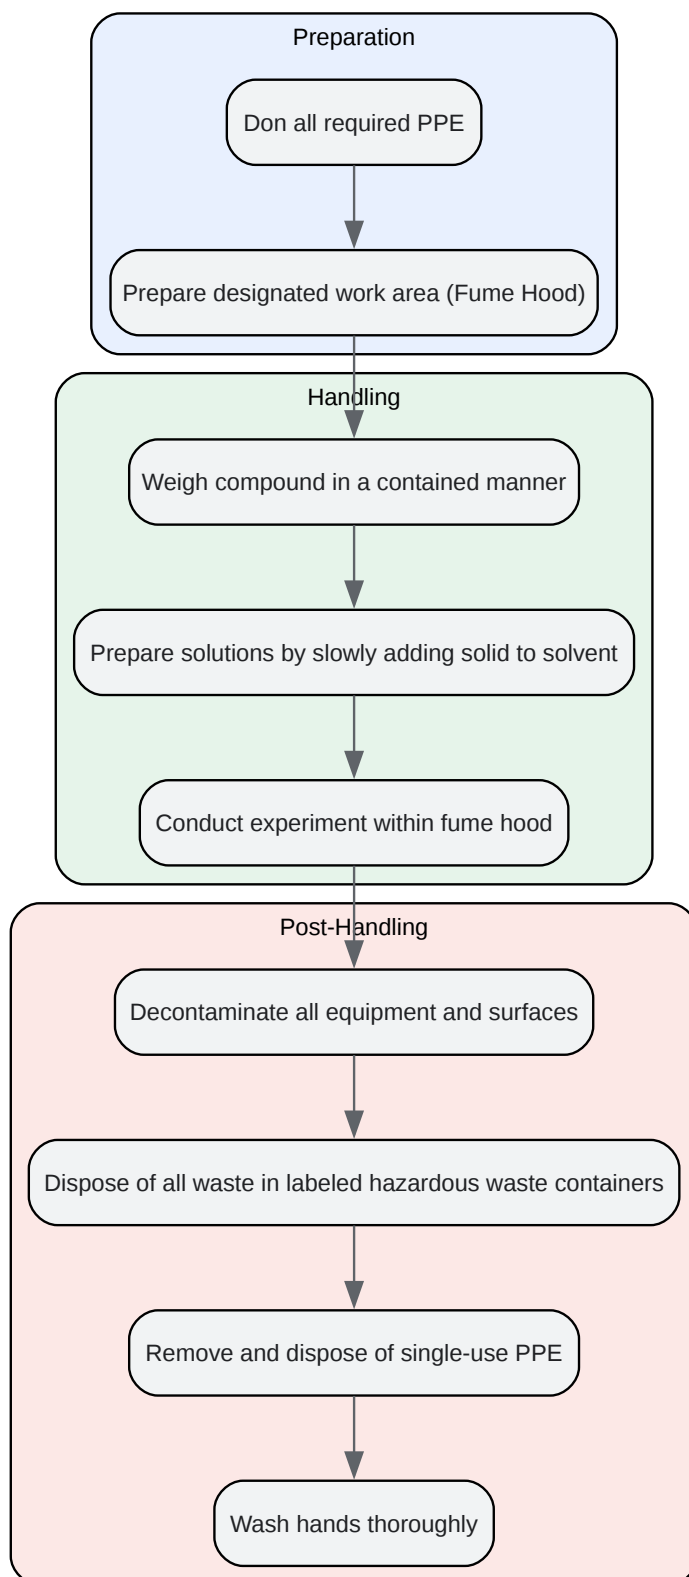 Preparation
Don all required PPE
Prepare designated work area (Fume Hood)
Handling
Weigh compound in a contained manner
Prepare solutions by slowly adding solid to solvent
Conduct experiment within fume hood
Post-Handling
Decontaminate all equipment and surfaces
Dispose of all waste in labeled hazardous waste containers
Remove and dispose of single-use PPE
Wash hands thoroughly